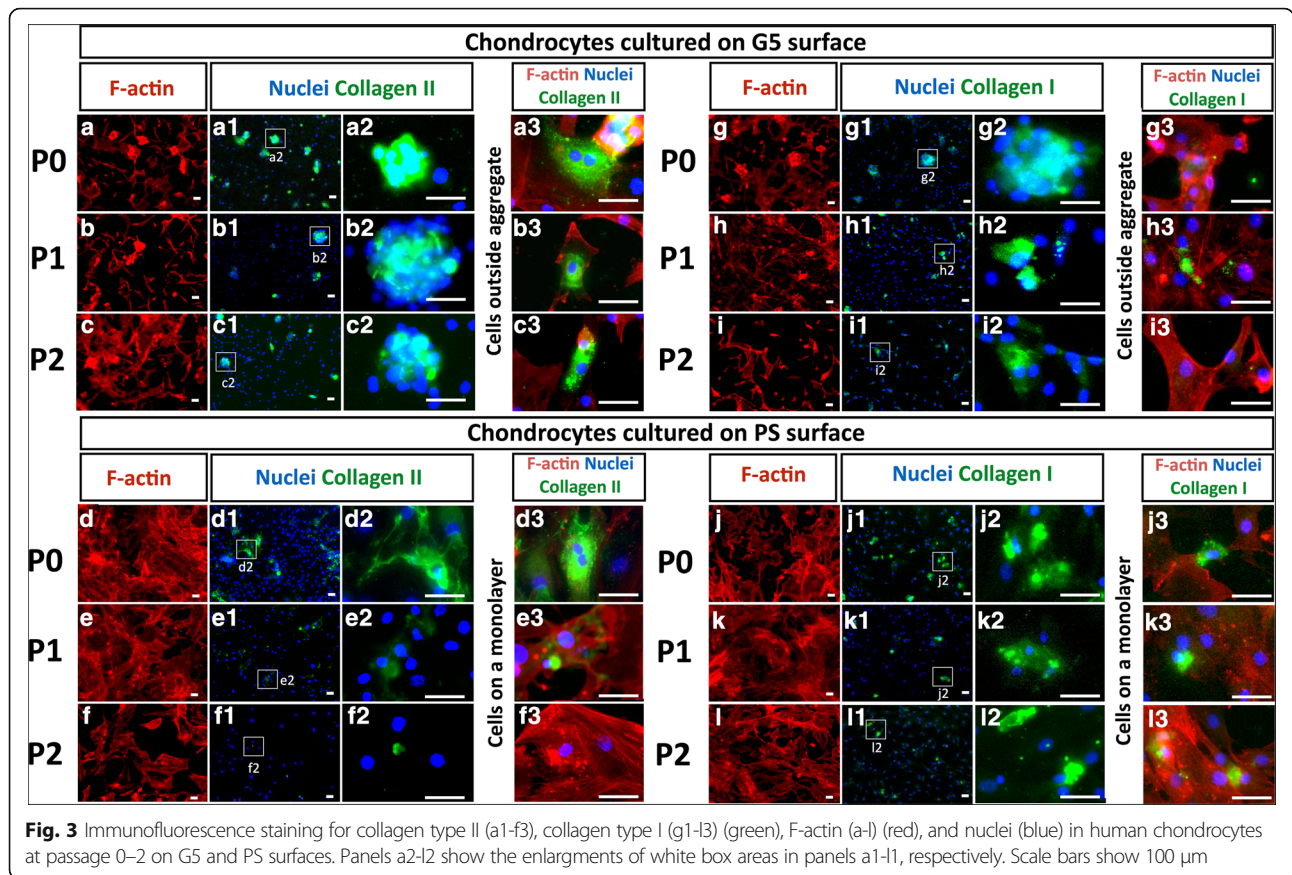 Chondrocytes cultured on G5 surface
F-actin
Nuclei Collagen II
F-actin Nuclei
Collagen II
F-actin
Nuclei Collagen I
F-actin Nuclei
Collagen I
P0
a
a1
a2
a2
a3
P0
g
g1
g2
g2
g3
P1
b
b1
b2
b2
b3
P1
h
h1
h2
h2
h3
P2
c
c1
c2
c2
c3
P2
i
i1
i2
i2
i3
Cells outside aggregate
Cells outside aggregate
Chondrocytes cultured on PS surface
F-actin
Nuclei Collagen II
F-actin Nuclei
Collagen II
F-actin
Nuclei Collagen I
F-actin Nuclei
Collagen I
P0
d
d1
d2
d2
d3
P0
j
j1
j2
j2
j3
P1
e
e1
e2
e2
e3
P1
k
k1
j2
k2
k3
P2
f
f1
f2
f2
f3
P2
l
l1
l2
l2
l3
Cells on a monolayer
Cells on a monolayer
Fig. 3 Immunofluorescence staining for collagen type II (a1-f3), collagen type I (g1-l3) (green), F-actin (a-l) (red), and nuclei (blue) in human chondrocytes
at passage 0–2 on G5 and PS surfaces. Panels a2-l2 show the enlargments of white box areas in panels a1-l1, respectively. Scale bars show 100 μm